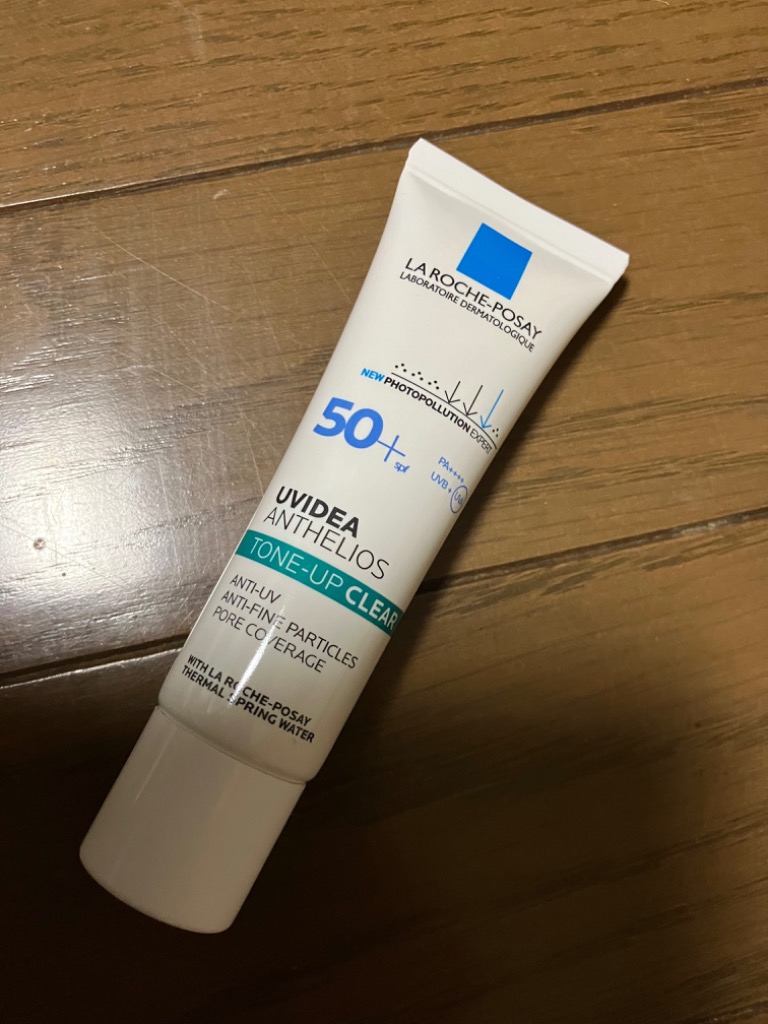 LA ROCHE-POSAY
LABORATOIRE DERMATOLOGIQUE
NEW PHOTOPOLLUTION EXPERT
50+
spf
PA++++
UVB+
UVIDEA
ANTHELIOS
TONE-UP CLEAR
ANTI-UV
ANTI-FINE PARTICLES
PORE COVERAGE
WITH LA ROCHE-POSAY
THERMAL SPRING WATER